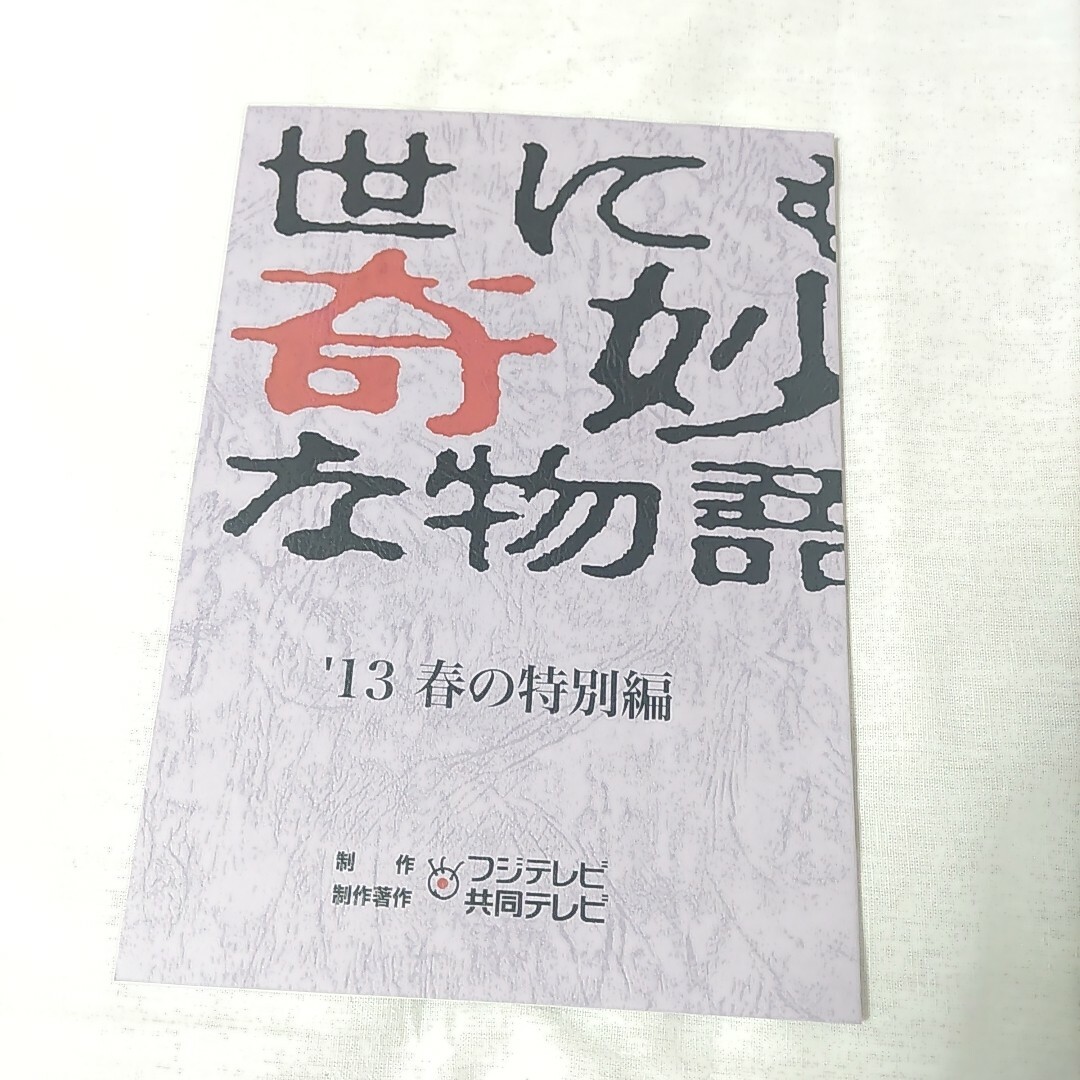 世にも
奇妙
な物語
'13 春の特別編
制 作 フジテレビ
制作著作 共同テレビ